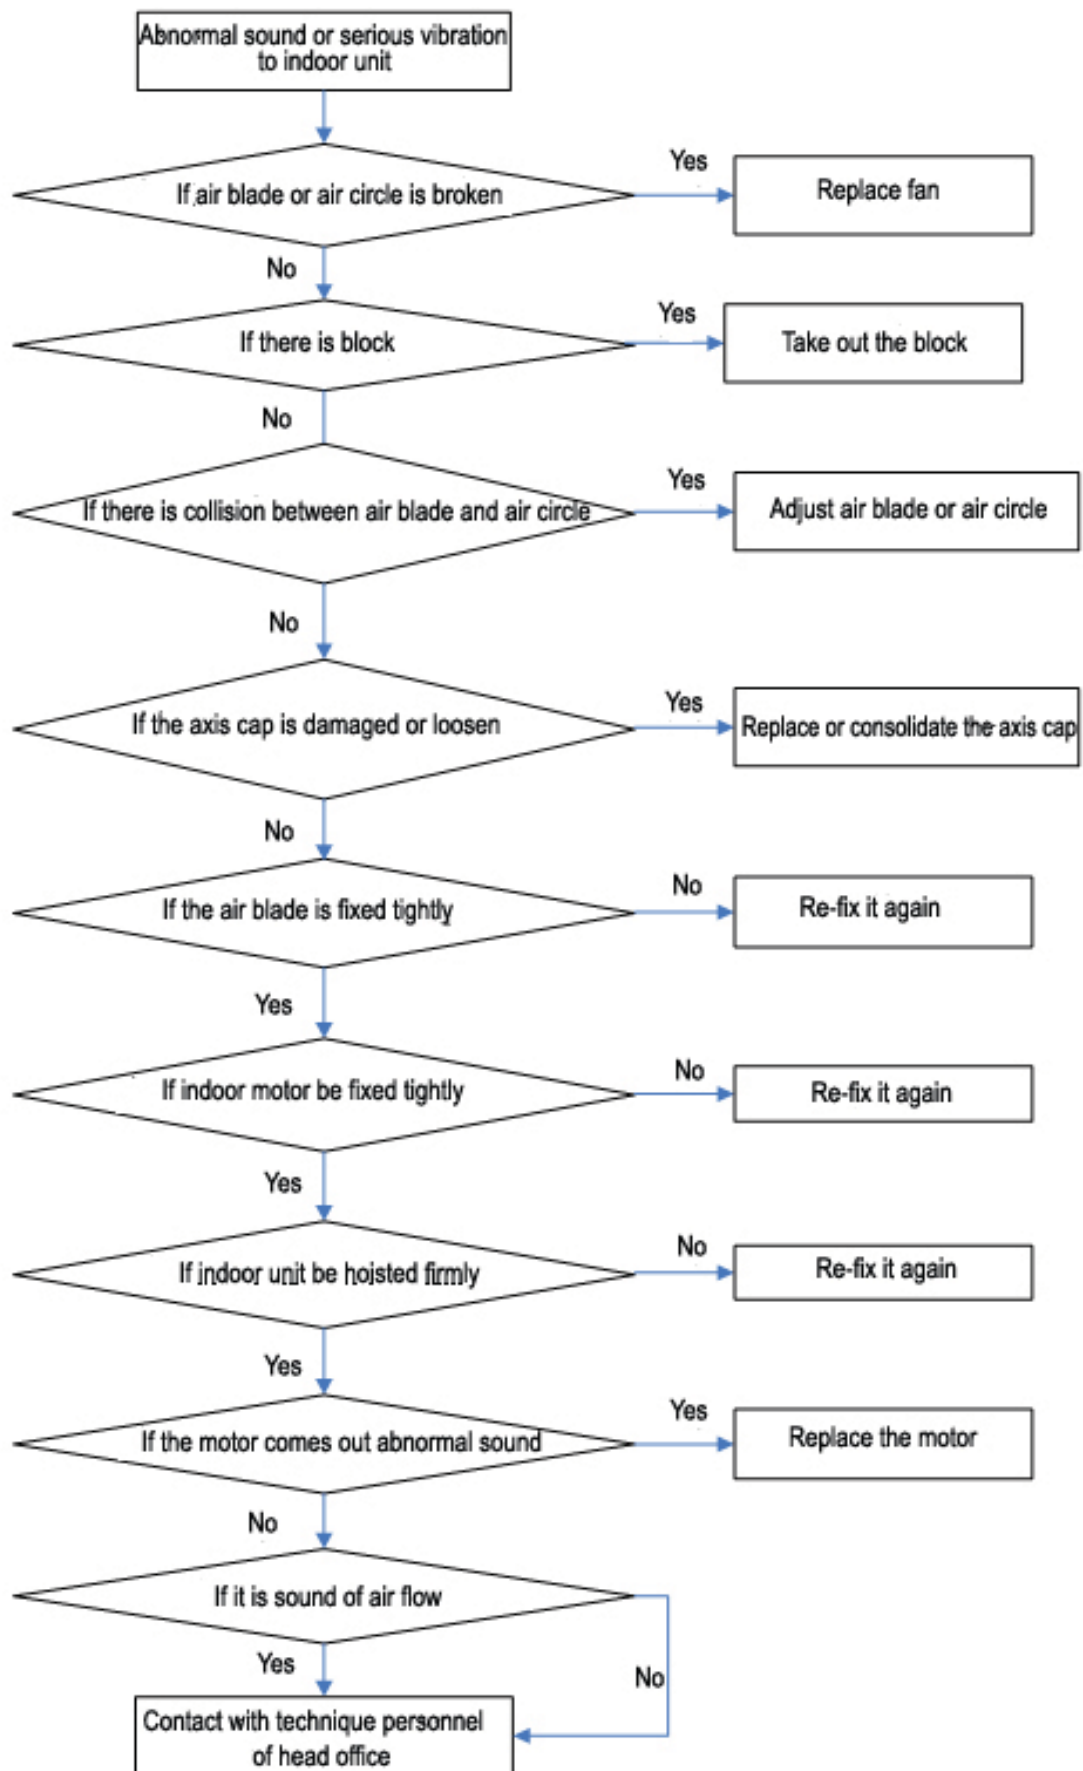 Abnormal sound or serious vibration
to indoor unit
If air blade or air circle is broken
Yes
Replace fan
No
If there is block
Yes
Take out the block
No
If there is collision between air blade and air circle
Yes
Adjust air blade or air circle
No
If the axis cap is damaged or loosen
Yes
Replace or consolidate the axis cap
No
If the air blade is fixed tightly
No
Re-fix it again
Yes
If indoor motor be fixed tightly
No
Re-fix it again
Yes
If indoor unit be hoisted firmly
No
Re-fix it again
Yes
If the motor comes out abnormal sound
Yes
Replace the motor
No
If it is sound of air flow
Yes
No
Contact with technique personnel
of head office